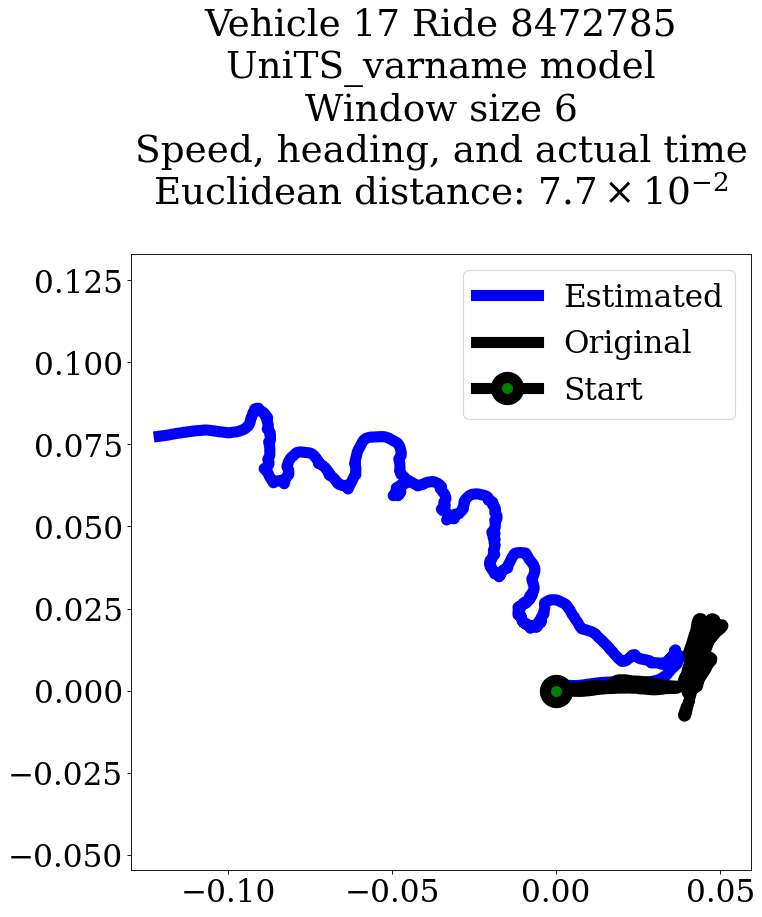 Vehicle 17 Ride 8472785
UniTS_varname model
Window size 6
Speed, heading, and actual time
Euclidean distance: 7.7 × 10⁻²
Estimated
Original
Start
0.125
0.100
0.075
0.050
0.025
0.000
−0.025
−0.050
−0.10
−0.05
0.00
0.05